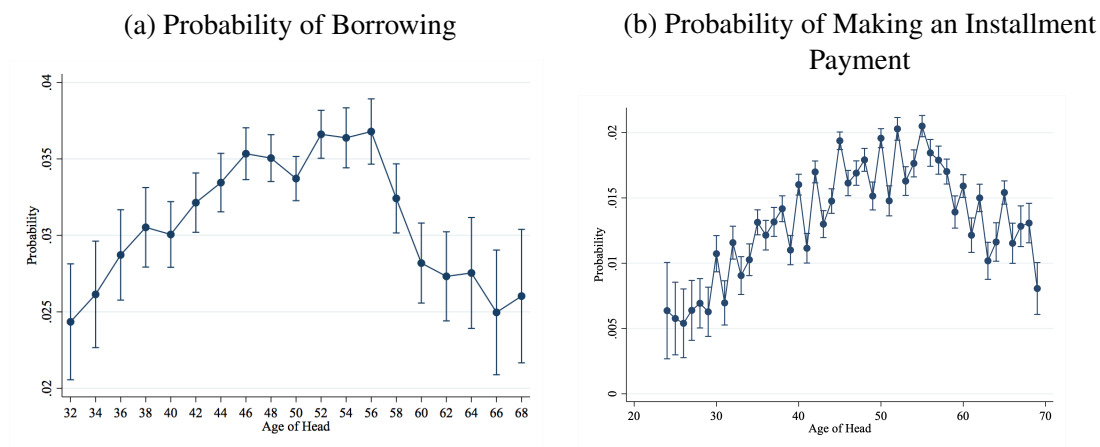 (a) Probability of Borrowing
(b) Probability of Making an Installment
Payment
.04
.035
.03
.025
.02
Probability
32 34 36 38 40 42 44 46 48 50 52 54 56 58 60 62 64 66 68
Age of Head
.02
.015
.01
.005
0
Probability
20 30 40 50 60 70
Age of Head